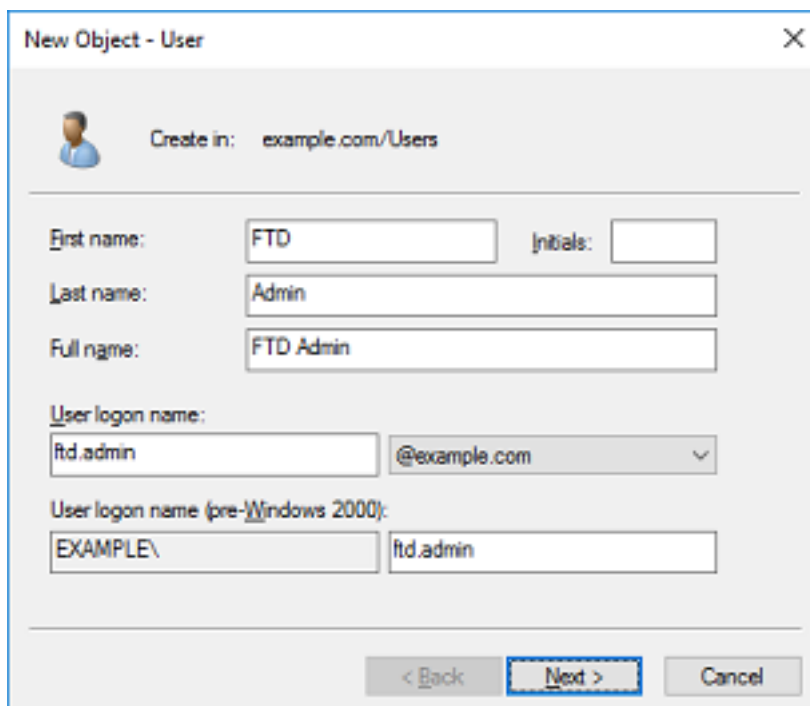 New Object - User
Create in: example.com/Users
First name: FTD Initials:
Last name: Admin
Full name: FTD Admin
User logon name:
ftd.admin @example.com
User logon name (pre-Windows 2000):
EXAMPLE\ ftd.admin
< Back Next > Cancel